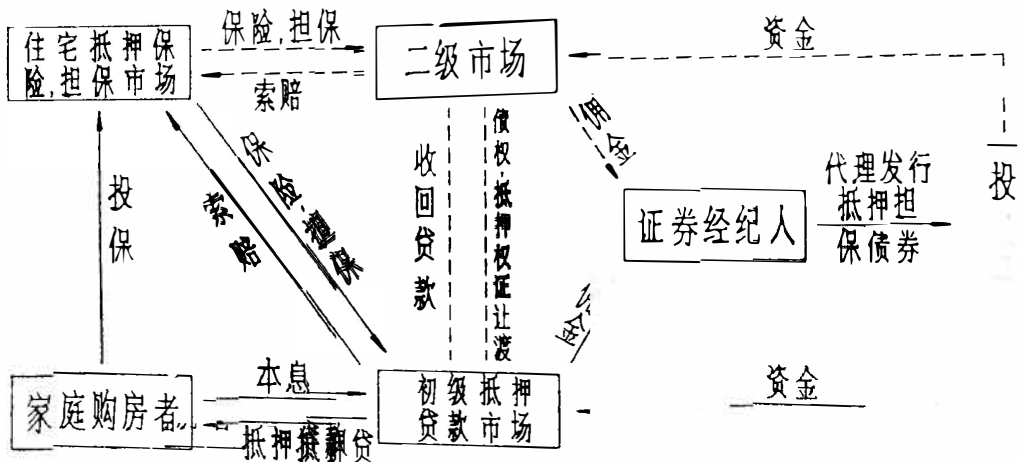 住宅抵押保
险,担保市场
保险,担保
索赔
二级市场
资金
佣金
投保
索赔
保险,担保
收回贷款
债权,抵押权证让渡
证券经纪人
代理发行
抵押担
保债券
投
金
家庭购房者
本息
抵押
贷
初级抵押
贷款市场
资金